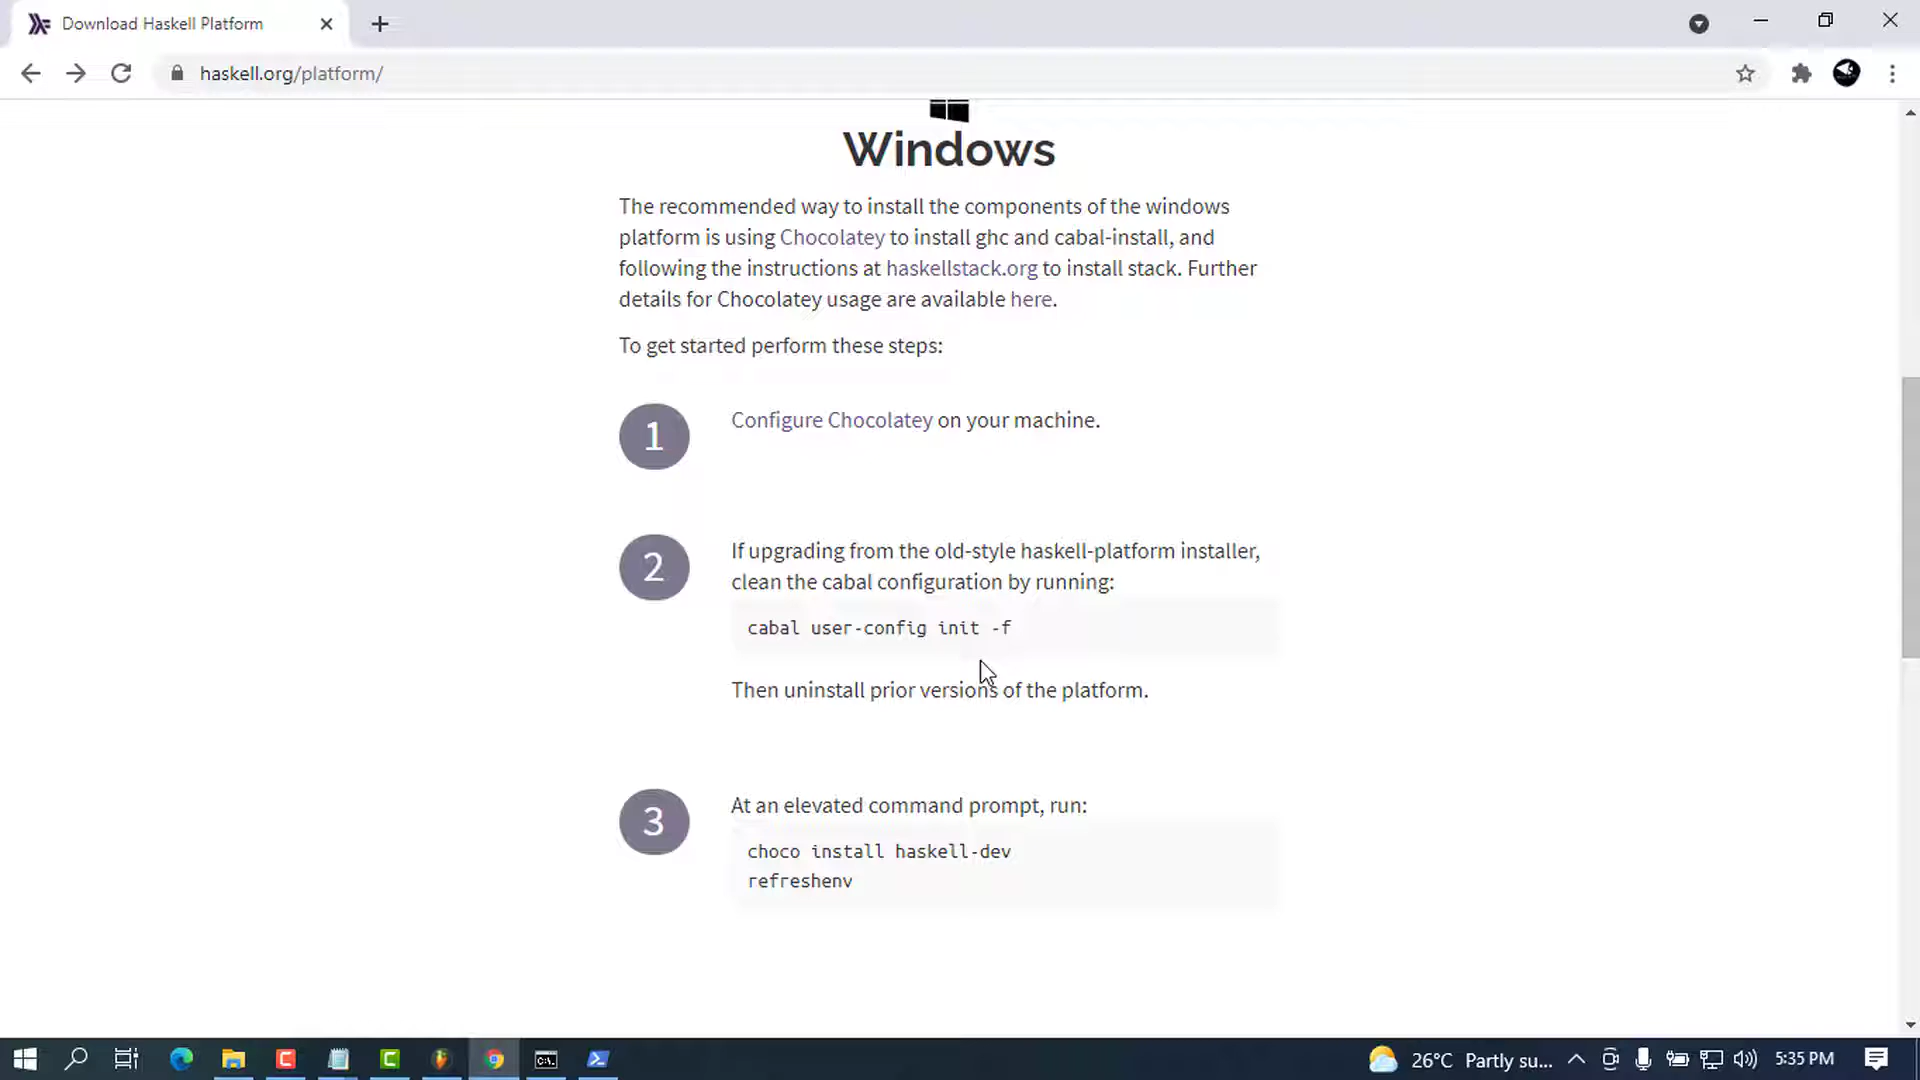 Download Haskell Platform
haskell.org/platform/
Windows
The recommended way to install the components of the windows
platform is using Chocolatey to install ghc and cabal-install, and
following the instructions at haskellstack.org to install stack. Further
details for Chocolatey usage are available here.
To get started perform these steps:
1
Configure Chocolatey on your machine.
2
If upgrading from the old-style haskell-platform installer,
clean the cabal configuration by running:
cabal user-config init -f
Then uninstall prior versions of the platform.
3
At an elevated command prompt, run:
choco install haskell-dev
refreshenv
26°C Partly su... 5:35 PM